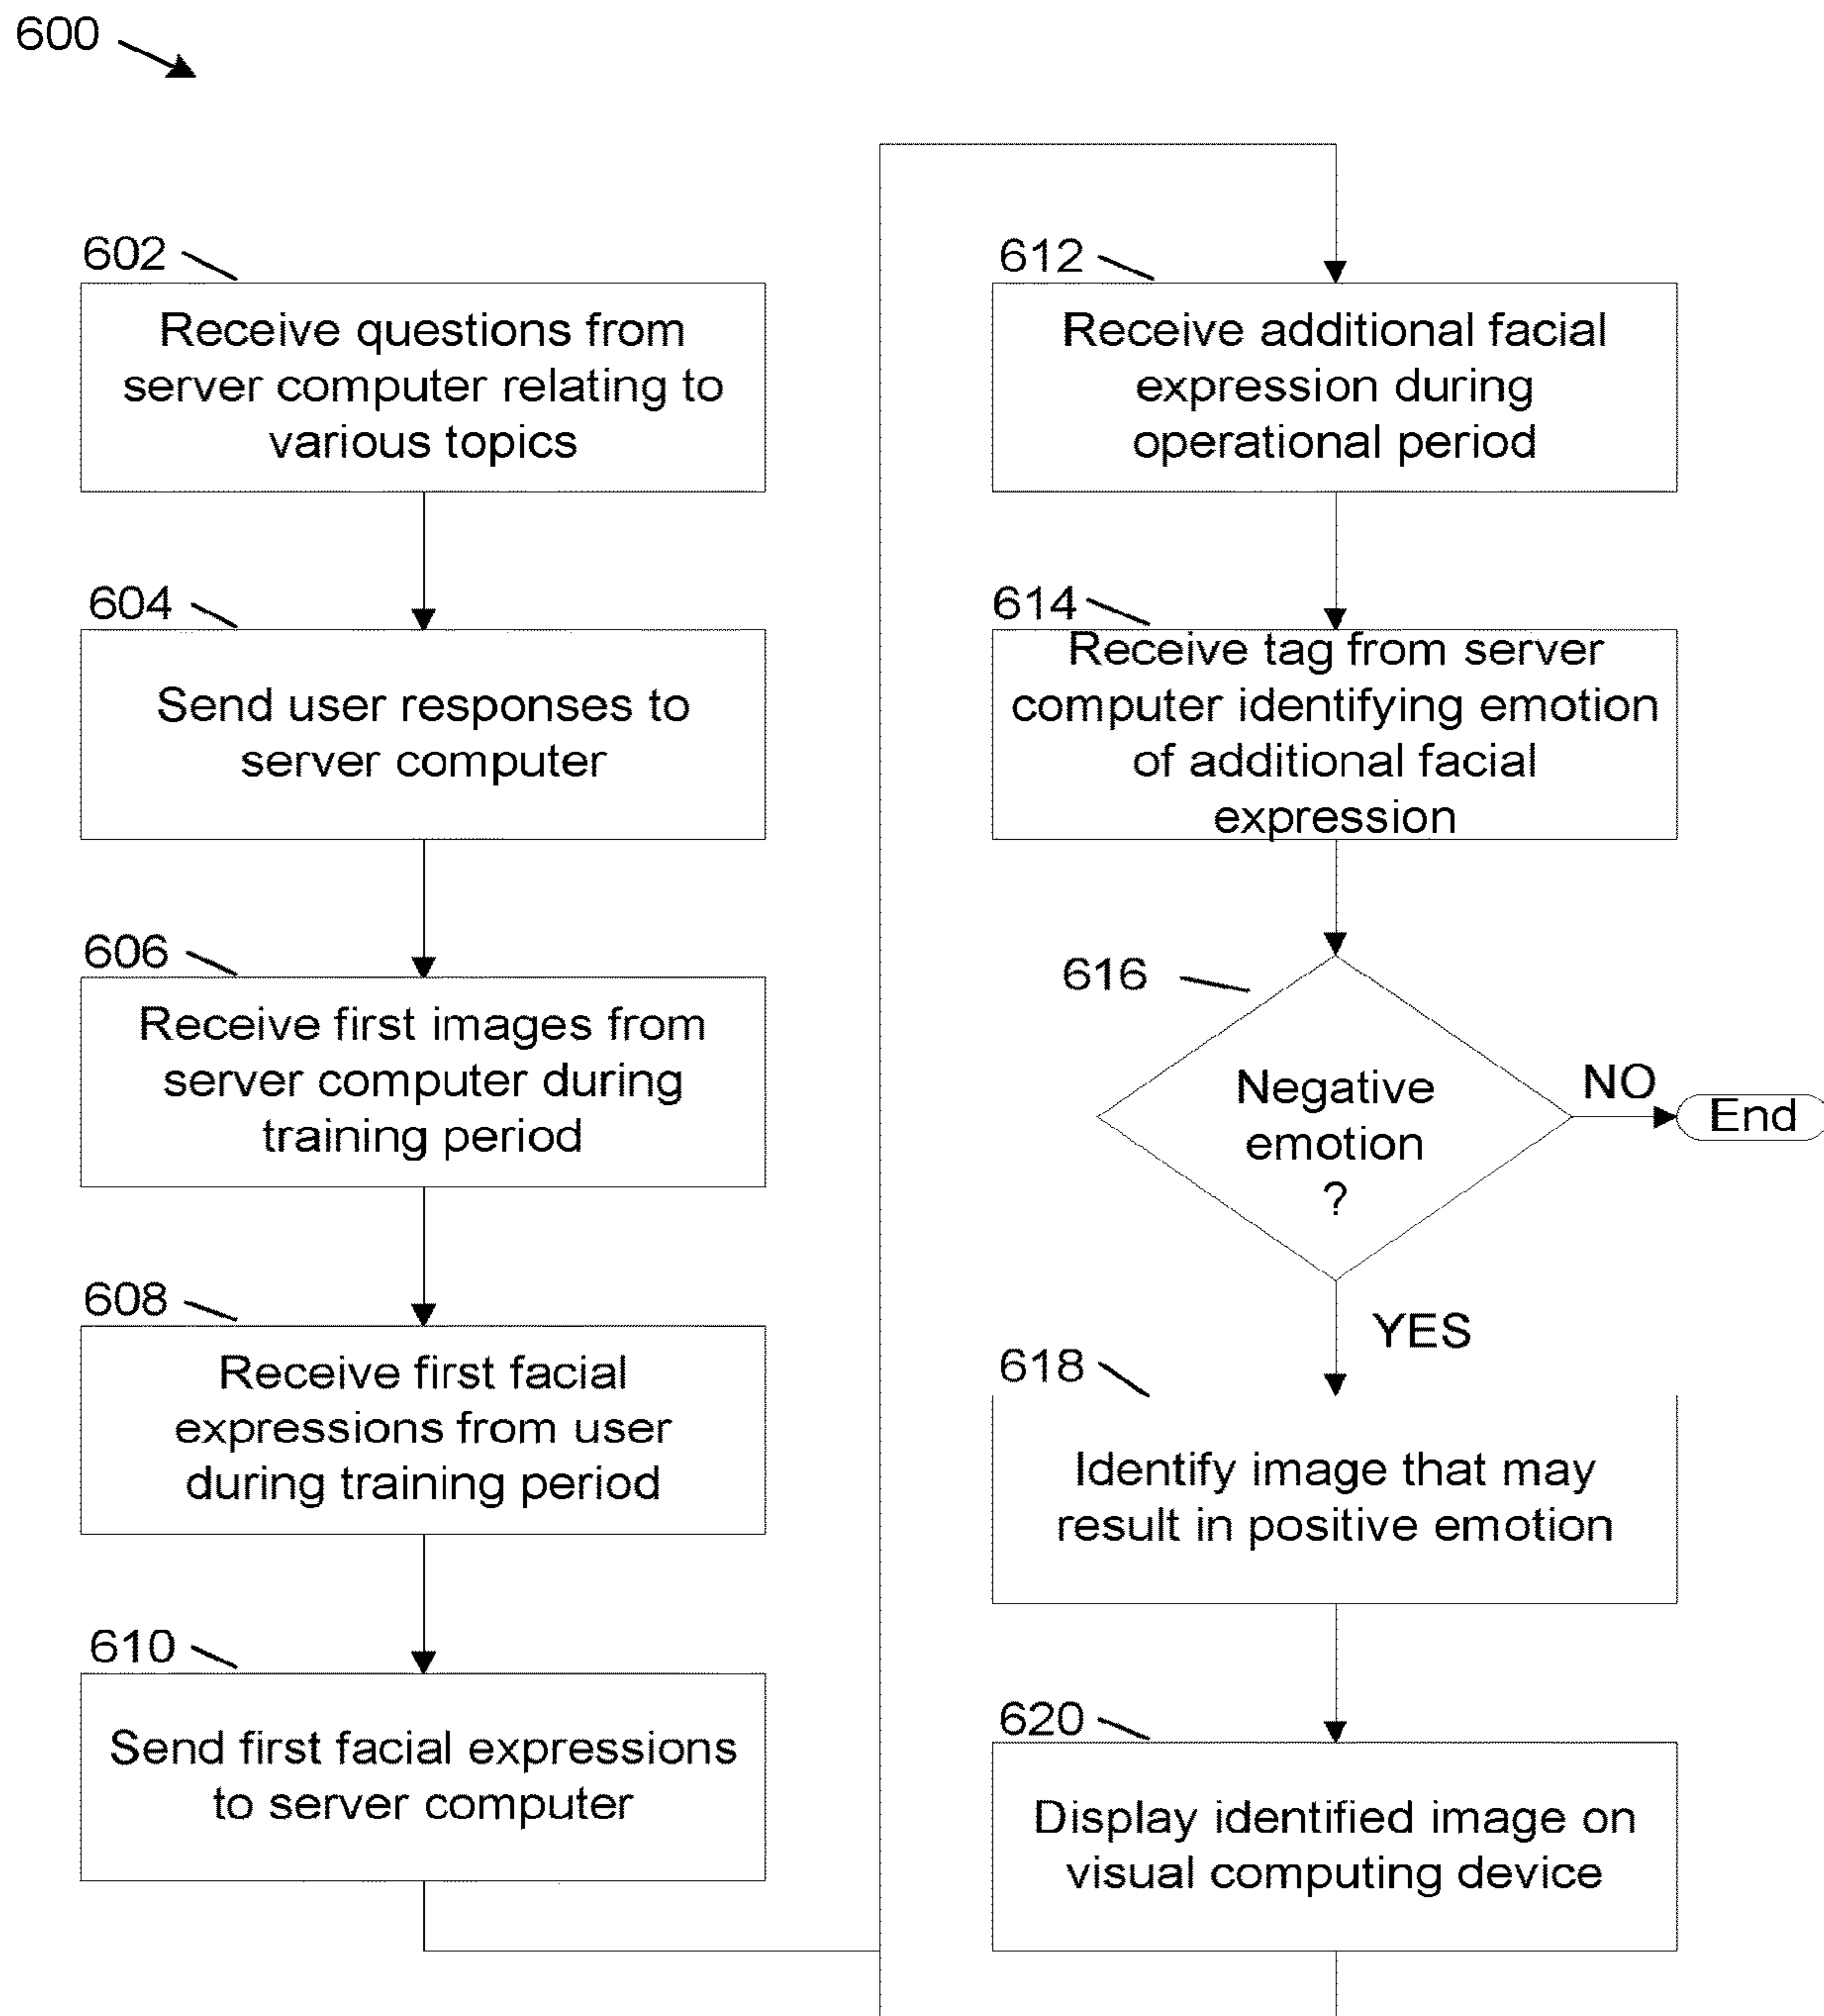 600
602
Receive questions from
server computer relating to
various topics
604
Send user responses to
server computer
606
Receive first images from
server computer during
training period
608
Receive first facial
expressions from user
during training period
610
Send first facial expressions
to server computer
612
Receive additional facial
expression during
operational period
614
Receive tag from server
computer identifying emotion
of additional facial
expression
616
Negative
emotion
?
NO
End
YES
618
Identify image that may
result in positive emotion
620
Display identified image on
visual computing device